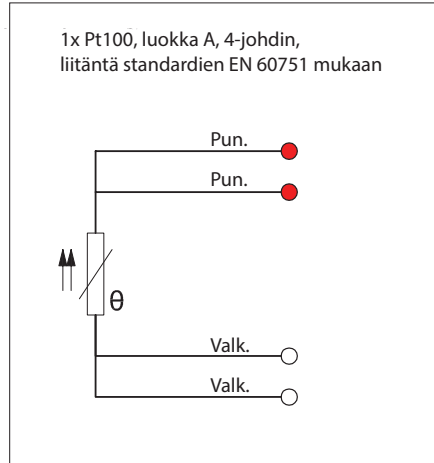 1x Pt100, luokka A, 4-johdin,
liitäntä standardien EN 60751 mukaan
Pun.
Pun.
θ
Valk.
Valk.